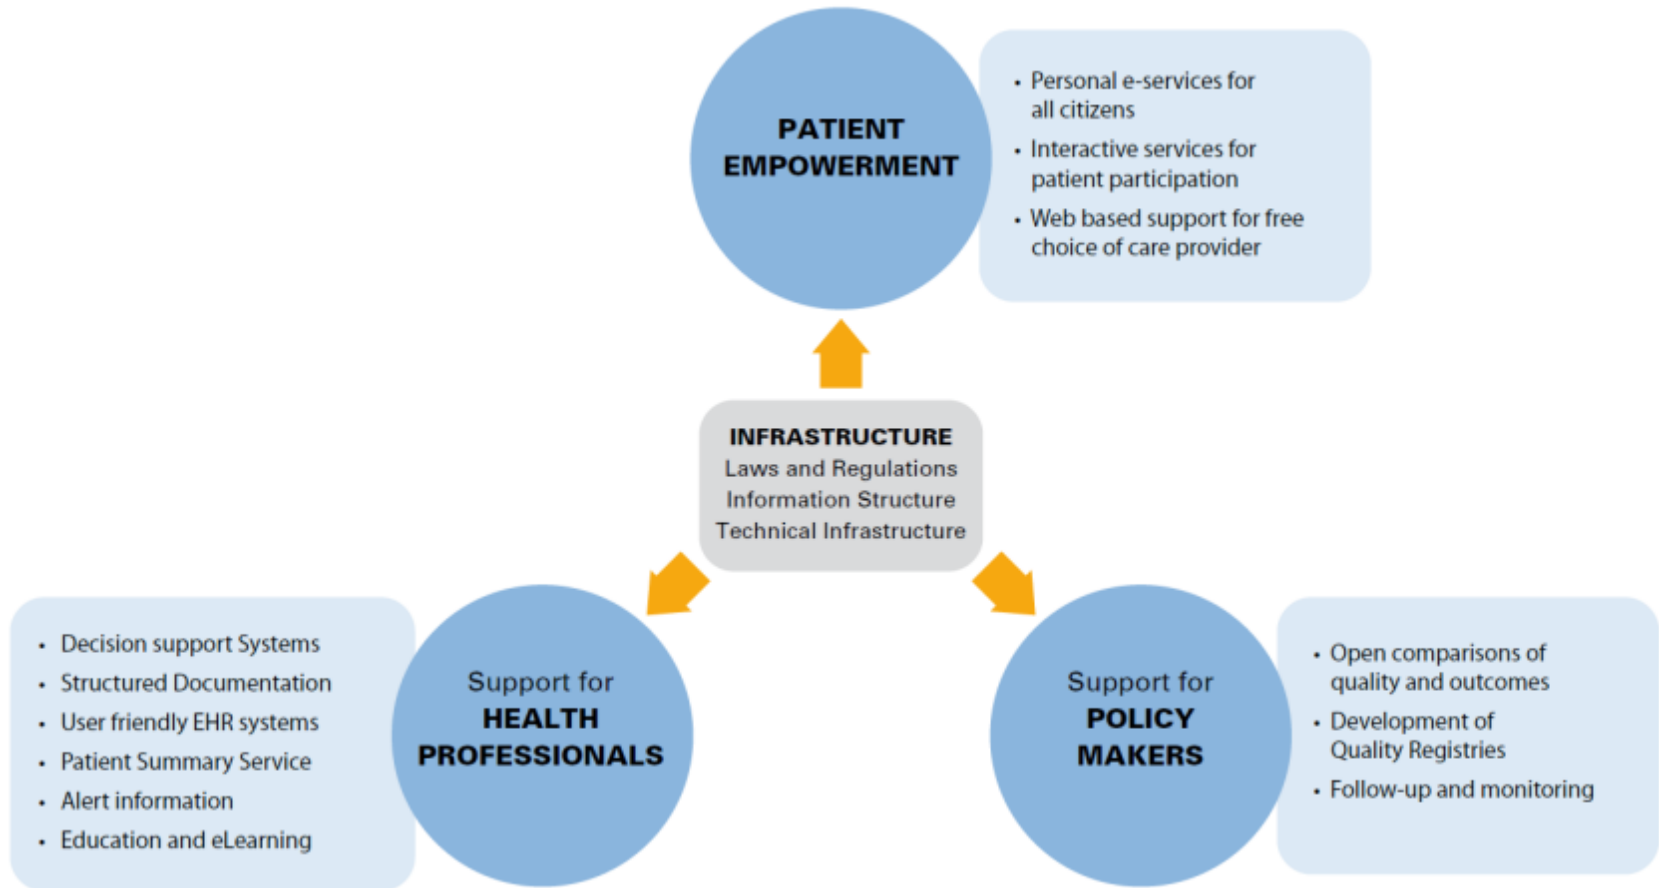 PATIENT
EMPOWERMENT
• Personal e-services for
all citizens
• Interactive services for
patient participation
• Web based support for free
choice of care provider
INFRASTRUCTURE
Laws and Regulations
Information Structure
Technical Infrastructure
• Decision support Systems
• Structured Documentation
• User friendly EHR systems
• Patient Summary Service
• Alert information
• Education and eLearning
Support for
HEALTH
PROFESSIONALS
Support for
POLICY
MAKERS
• Open comparisons of
quality and outcomes
• Development of
Quality Registries
• Follow-up and monitoring